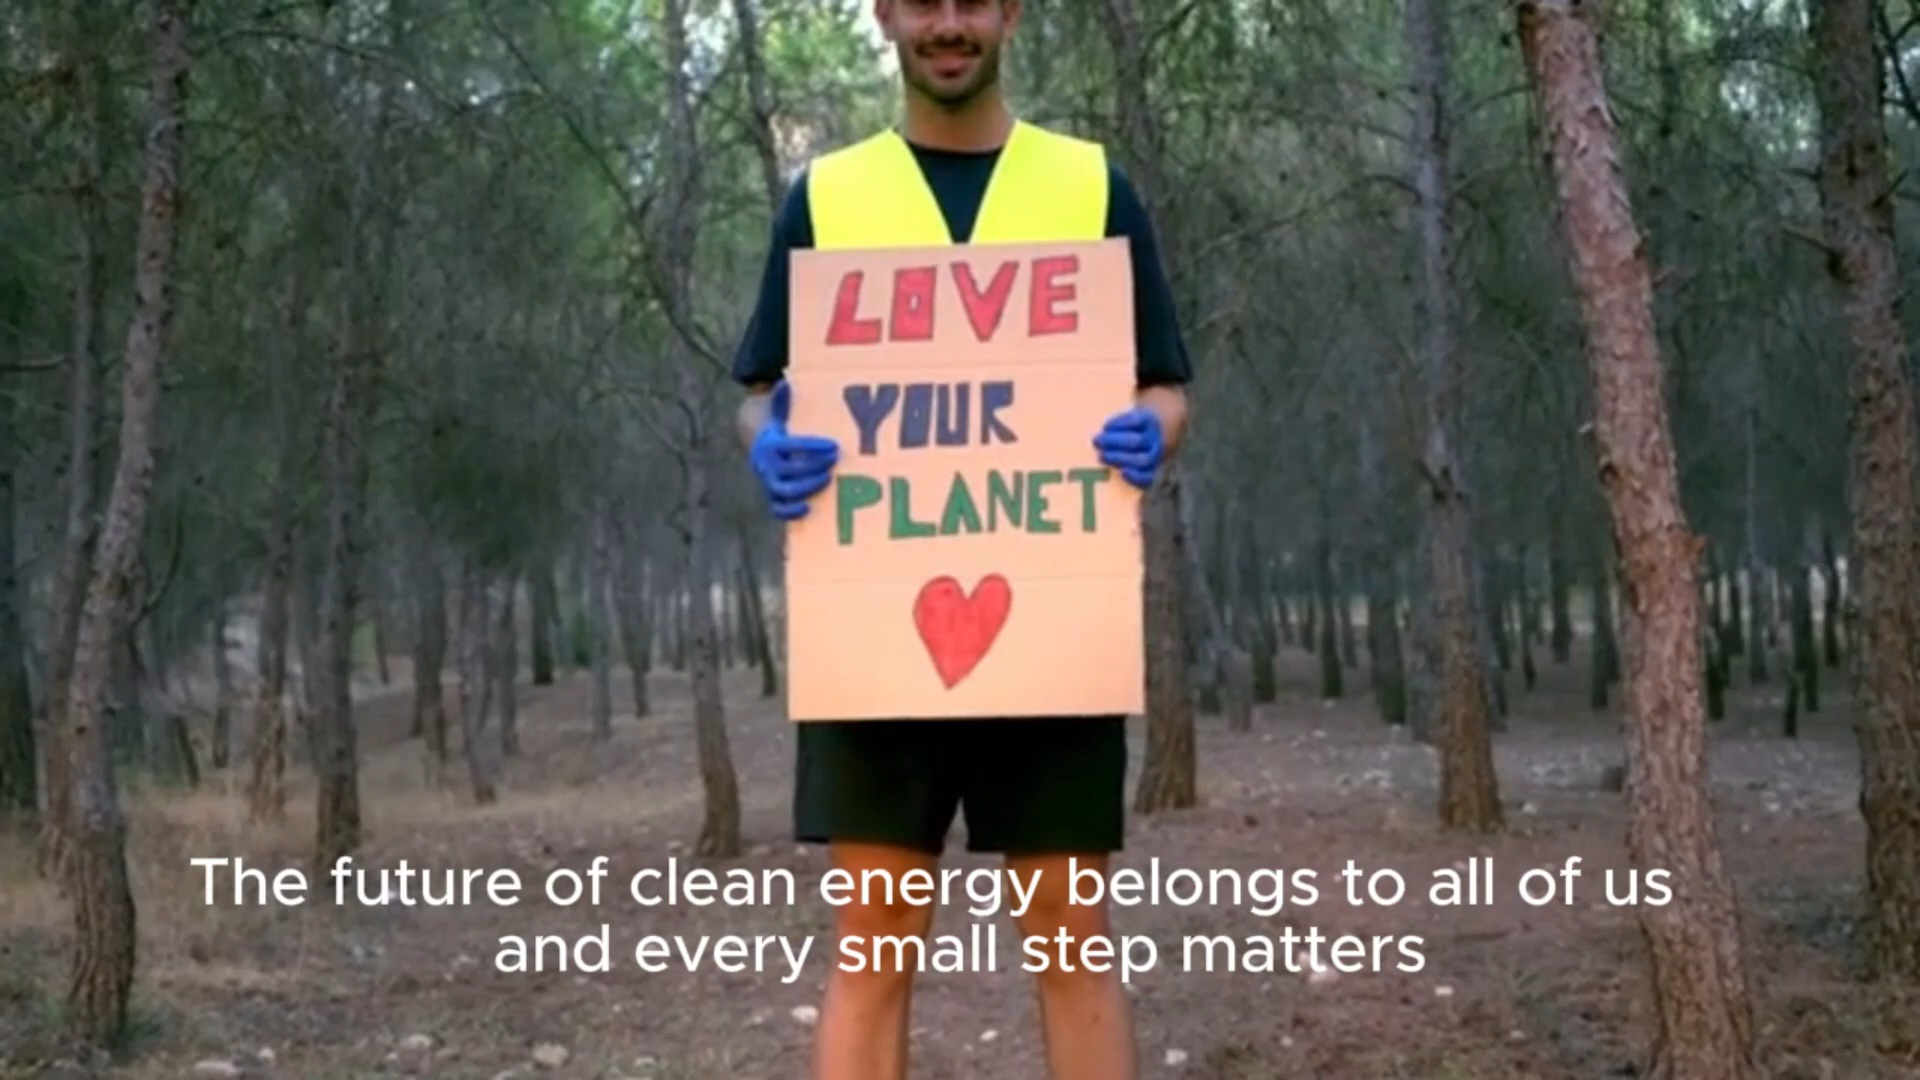 LOVE
YOUR
PLANET
The future of clean energy belongs to all of us
and every small step matters